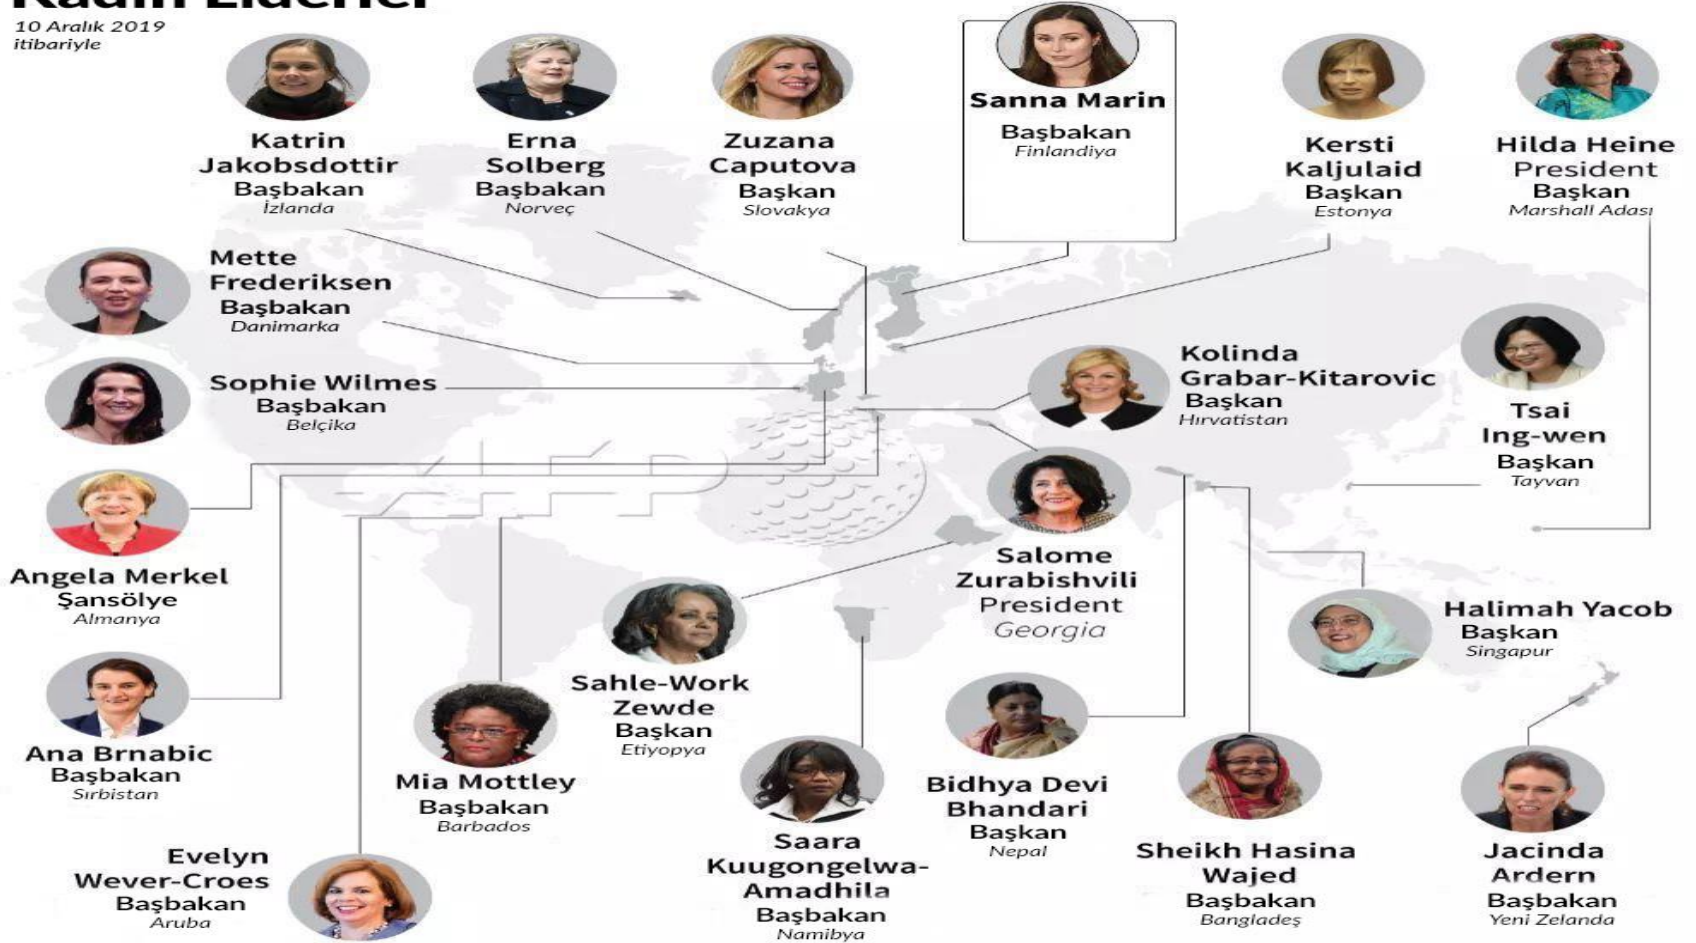 Kadın Liderler
10 Aralık 2019
itibariyle
Katrin
Jakobsdottir
Başbakan
İzlanda
Erna
Solberg
Başbakan
Norveç
Zuzana
Caputova
Başkan
Slovakya
Sanna Marin
Başbakan
Finlandiya
Kersti
Kaljulaid
Başkan
Estonya
Hilda Heine
President
Başkan
Marshall Adası
Mette
Frederiksen
Başbakan
Danimarka
Sophie Wilmes
Başbakan
Belçika
Kolinda
Grabar-Kitarovic
Başkan
Hırvatistan
Tsai
Ing-wen
Başkan
Tayvan
AFP
Angela Merkel
Şansölye
Almanya
Salome
Zurabishvili
President
Georgia
Halimah Yacob
Başkan
Singapur
Ana Brnabic
Başbakan
Sırbistan
Mia Mottley
Başbakan
Barbados
Sahle-Work
Zewde
Başkan
Etiyopya
Evelyn
Wever-Croes
Başbakan
Aruba
Saara
Kuugongelwa-
Amadhila
Başbakan
Namibya
Bidhya Devi
Bhandari
Başkan
Nepal
Sheikh Hasina
Wajed
Başbakan
Bangladeş
Jacinda
Ardern
Başbakan
Yeni Zelanda